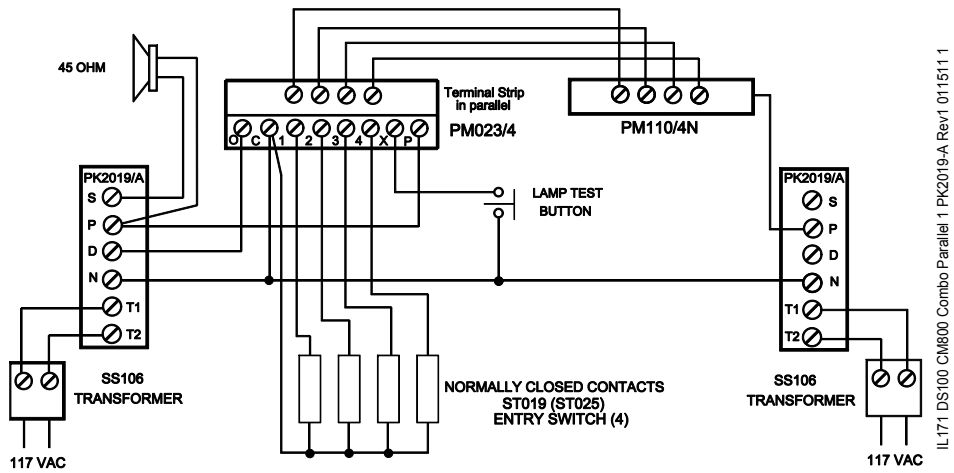 45 OHM
Terminal Strip
in parallel
PM023/4
O C 1 2 3 4 X P
PM110/4N
PK2019/A
S
P
D
N
T1
T2
LAMP TEST
BUTTON
PK2019/A
S
P
D
N
T1
T2
SS106
TRANSFORMER
117 VAC
NORMALLY CLOSED CONTACTS
ST019 (ST025)
ENTRY SWITCH (4)
SS106
TRANSFORMER
117 VAC
IL171 DS100 CM800 Combo Parallel 1 PK2019-A Rev1 011511 1